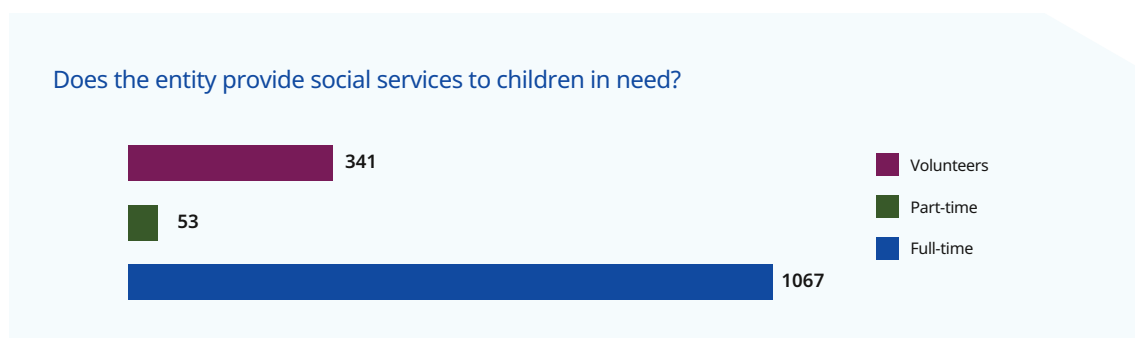 Does the entity provide social services to children in need?
341
Volunteers
53
Part-time
Full-time
1067